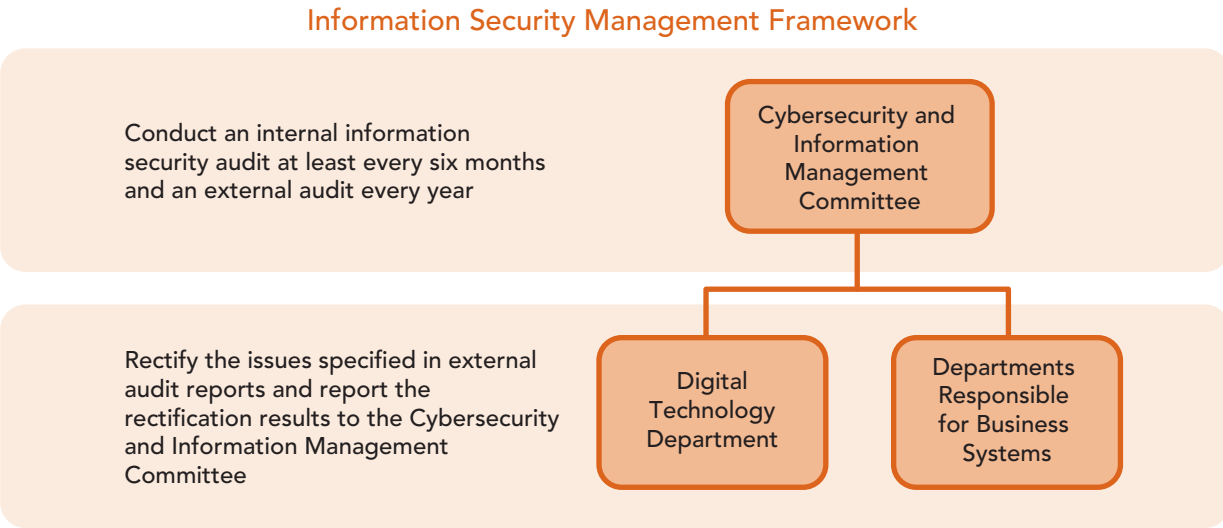 Information Security Management Framework
Conduct an internal information
security audit at least every six months
and an external audit every year
Cybersecurity and
Information
Management
Committee
Rectify the issues specified in external
audit reports and report the
rectification results to the Cybersecurity
and Information Management
Committee
Digital
Technology
Department
Departments
Responsible
for Business
Systems